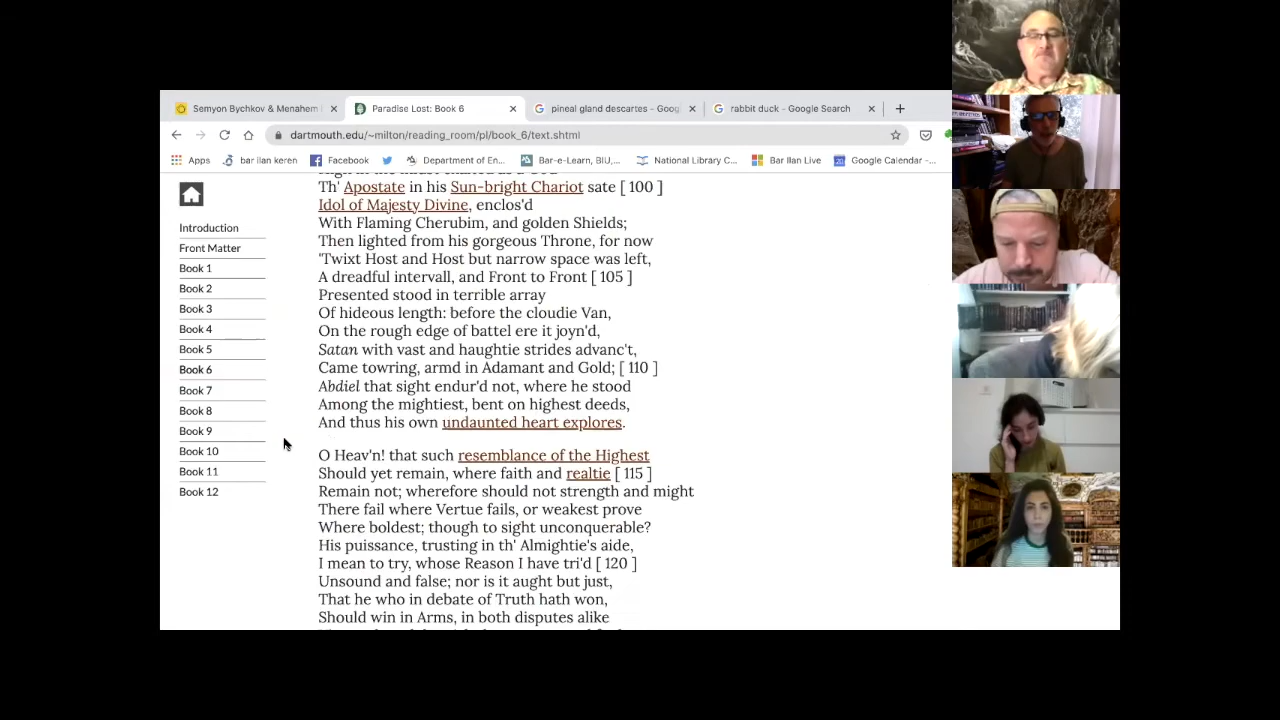 Semyon Bychkov & Menahem
Paradise Lost: Book 6
pineal gland descartes - Goog
rabbit duck - Google Search
dartmouth.edu/~milton/reading_room/pl/book_6/text.shtml
Apps
bar ilan keren
Facebook
Department of En...
Bar-e-Learn, BIU,...
National Library C...
Bar Ilan Live
Google Calendar -...
Introduction
Front Matter
Book 1
Book 2
Book 3
Book 4
Book 5
Book 6
Book 7
Book 8
Book 9
Book 10
Book 11
Book 12
Th' Apostate in his Sun-bright Chariot sate [ 100 ]
Idol of Majesty Divine, enclos'd
With Flaming Cherubim, and golden Shields;
Then lighted from his gorgeous Throne, for now
'Twixt Host and Host but narrow space was left,
A dreadful intervall, and Front to Front [ 105 ]
Presented stood in terrible array
Of hideous length: before the cloudie Van,
On the rough edge of battel ere it joyn'd,
Satan with vast and haughtie strides advanc't,
Came towring, armd in Adamant and Gold; [ 110 ]
Abdiel that sight endur'd not, where he stood
Among the mightiest, bent on highest deeds,
And thus his own undaunted heart explores.
O Heav'n! that such resemblance of the Highest
Should yet remain, where faith and realtie [ 115 ]
Remain not; wherefore should not strength and might
There fail where Vertue fails, or weakest prove
Where boldest; though to sight unconquerable?
His puissance, trusting in th' Almightie's aide,
I mean to try, whose Reason I have tri'd [ 120 ]
Unsound and false; nor is it aught but just,
That he who in debate of Truth hath won,
Should win in Arms, in both disputes alike